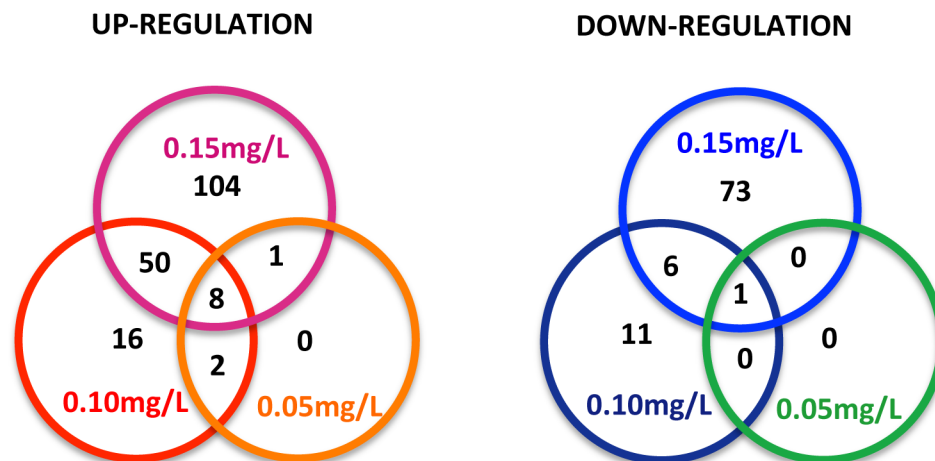 UP-REGULATION
0.15mg/L
104
50
1
8
16
2
0
0.10mg/L
0.05mg/L
DOWN-REGULATION
0.15mg/L
73
6
0
1
11
0
0
0.10mg/L
0.05mg/L